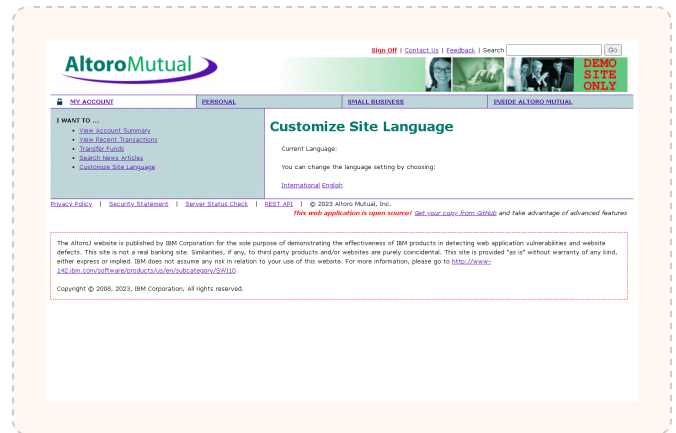 Sign Off | Contact Us | Feedback | Search Go
AltoroMutual
DEMO
SITE
ONLY
MY ACCOUNT PERSONAL SMALL BUSINESS INSIDE ALTORO MUTUAL
I WANT TO ...
• View Account Summary
• View Recent Transactions
• Transfer Funds
• Search News Articles
• Customize Site Language
Customize Site Language
Current Language:
You can change the language setting by choosing:
International English
Privacy Policy | Security Statement | Server Status Check | REST API | © 2023 Altoro Mutual, Inc.
This web application is open source! Get your copy from GitHub and take advantage of advanced features
The AltoroJ website is published by IBM Corporation for the sole purpose of demonstrating the effectiveness of IBM products in detecting web application vulnerabilities and website
defects. This site is not a real banking site. Similarities, if any, to third party products and/or websites are purely coincidental. This site is provided "as is" without warranty of any kind,
either express or implied. IBM does not assume any risk in relation to your use of this website. For more information, please go to http://www-
142.ibm.com/software/products/us/en/subcategory/SWI10.
Copyright © 2008, 2023, IBM Corporation, All rights reserved.